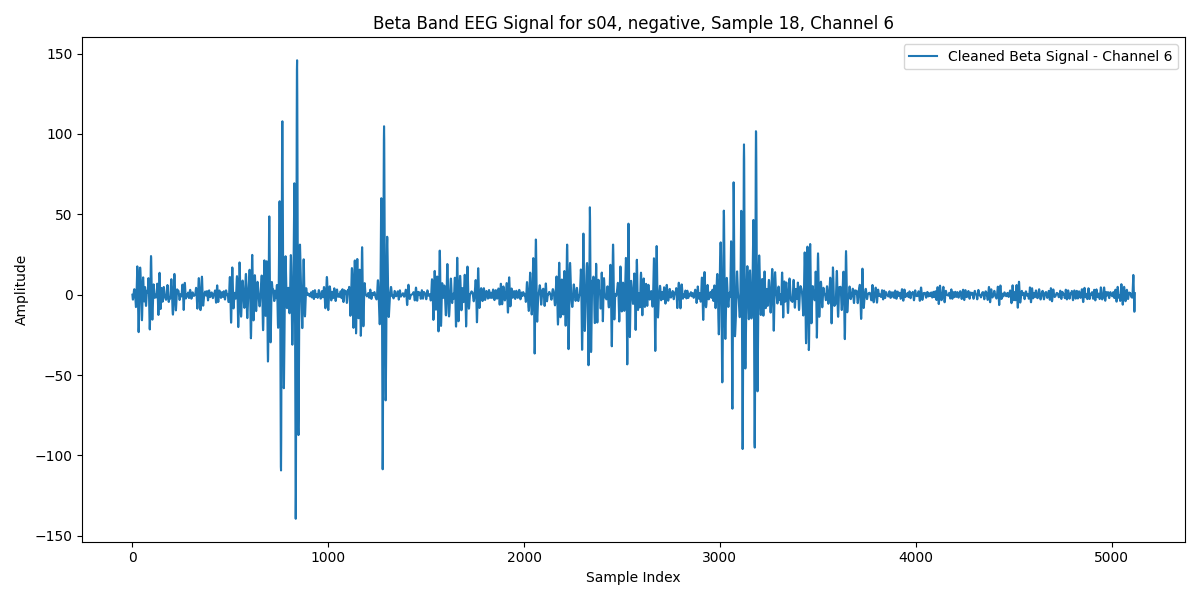 Beta Band EEG Signal for s04, negative, Sample 18, Channel 6
Cleaned Beta Signal - Channel 6
150
100
50
0
−50
−100
−150
Amplitude
0 1000 2000 3000 4000 5000
Sample Index